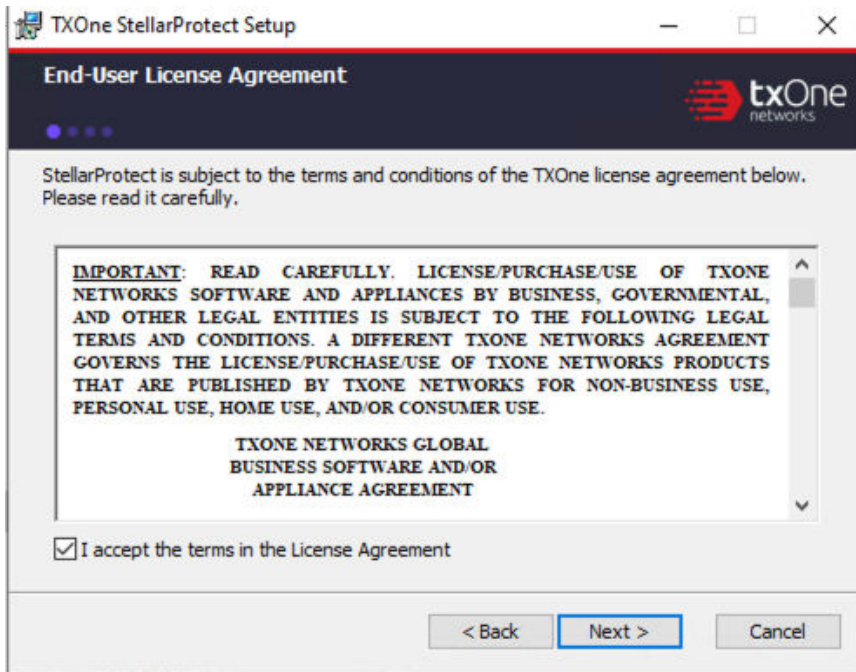 TXOne StellarProtect Setup
End-User License Agreement
txOne
networks
StellarProtect is subject to the terms and conditions of the TXOne license agreement below.
Please read it carefully.
IMPORTANT: READ CAREFULLY. LICENSE/PURCHASE/USE OF TXONE
NETWORKS SOFTWARE AND APPLIANCES BY BUSINESS, GOVERNMENTAL,
AND OTHER LEGAL ENTITIES IS SUBJECT TO THE FOLLOWING LEGAL
TERMS AND CONDITIONS. A DIFFERENT TXONE NETWORKS AGREEMENT
GOVERNS THE LICENSE/PURCHASE/USE OF TXONE NETWORKS PRODUCTS
THAT ARE PUBLISHED BY TXONE NETWORKS FOR NON-BUSINESS USE,
PERSONAL USE, HOME USE, AND/OR CONSUMER USE.
TXONE NETWORKS GLOBAL
BUSINESS SOFTWARE AND/OR
APPLIANCE AGREEMENT
I accept the terms in the License Agreement
< Back
Next >
Cancel